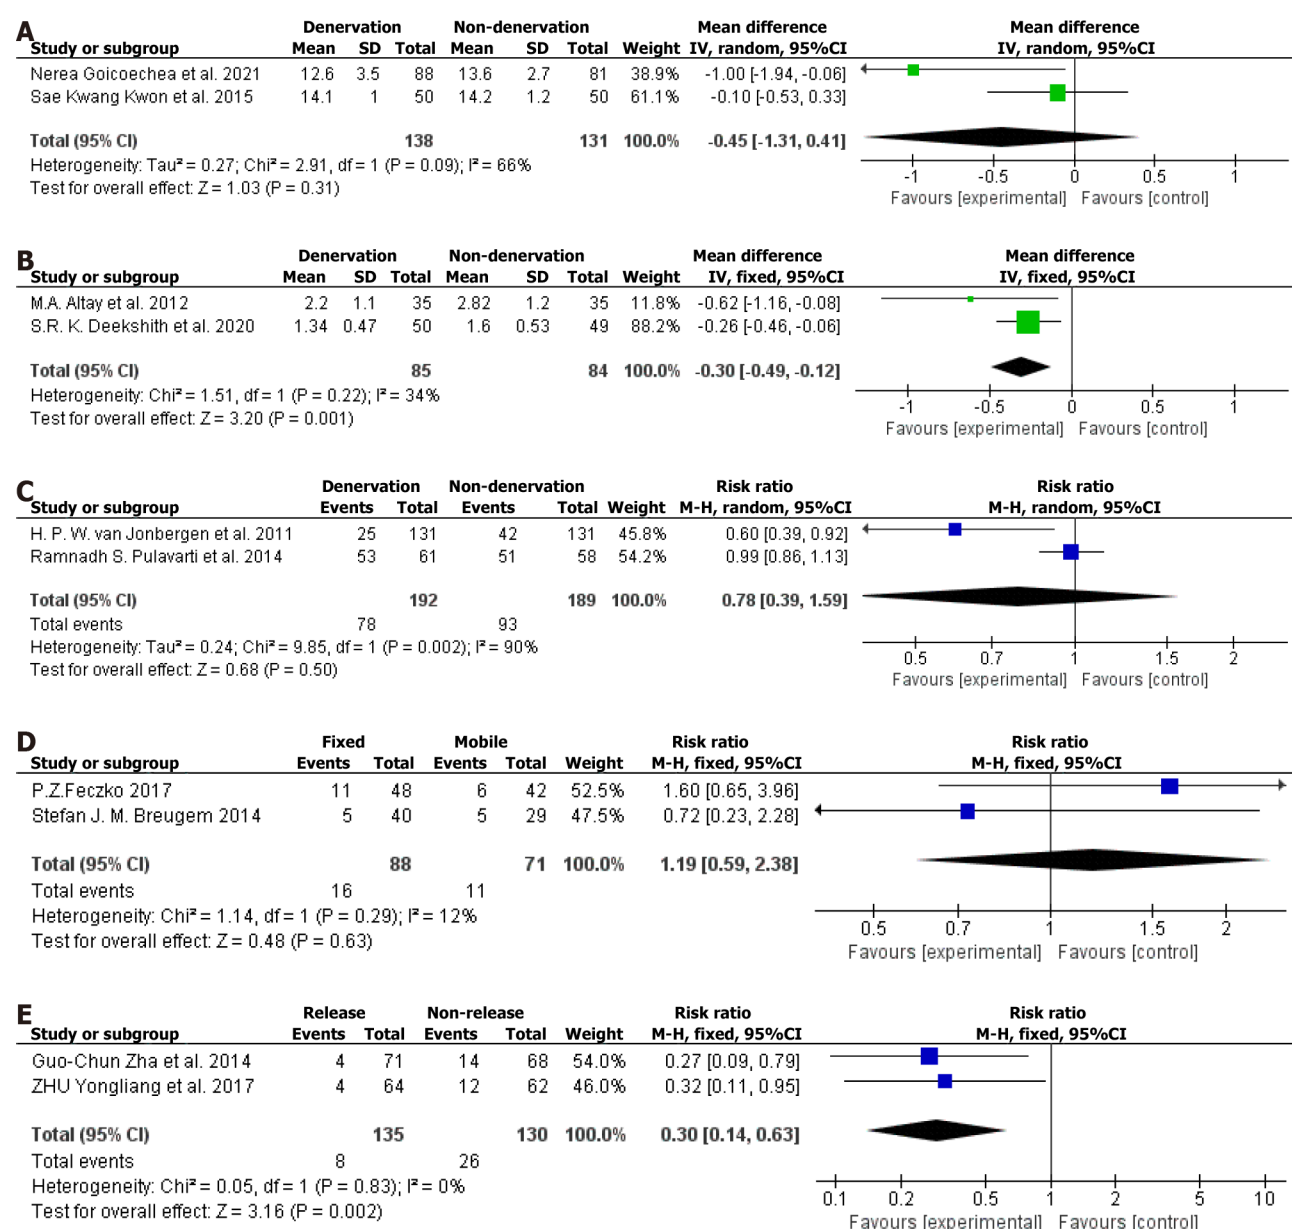 A
Denervation Non-denervation Mean difference Mean difference
Study or subgroup Mean SD Total Mean SD Total Weight IV, random, 95%CI IV, random, 95%CI
Nerea Goicoechea et al. 2021 12.6 3.5 88 13.6 2.7 81 38.9% -1.00 [-1.94, -0.06]
Sae Kwang Kwon et al. 2015 14.1 1 50 14.2 1.2 50 61.1% -0.10 [-0.53, 0.33]
Total (95% CI) 138 131 100.0% -0.45 [-1.31, 0.41]
Heterogeneity: Tau² = 0.27; Chi² = 2.91, df = 1 (P = 0.09); I² = 66%
Test for overall effect: Z = 1.03 (P = 0.31)
-1 -0.5 0 0.5 1
Favours [experimental] Favours [control]
B
Denervation Non-denervation Mean difference Mean difference
Study or subgroup Mean SD Total Mean SD Total Weight IV, fixed, 95%CI IV, fixed, 95%CI
M.A. Altay et al. 2012 2.2 1.1 35 2.82 1.2 35 11.8% -0.62 [-1.16, -0.08]
S.R. K. Deekshith et al. 2020 1.34 0.47 50 1.6 0.53 49 88.2% -0.26 [-0.46, -0.06]
Total (95% CI) 85 84 100.0% -0.30 [-0.49, -0.12]
Heterogeneity: Chi² = 1.51, df = 1 (P = 0.22); I² = 34%
Test for overall effect: Z = 3.20 (P = 0.001)
-1 -0.5 0 0.5 1
Favours [experimental] Favours [control]
C
Denervation Non-denervation Risk ratio Risk ratio
Study or subgroup Events Total Events Total Weight M-H, random, 95%CI M-H, random, 95%CI
H. P. W. van Jonbergen et al. 2011 25 131 42 131 45.8% 0.60 [0.39, 0.92]
Ramnadh S. Pulavarti et al. 2014 53 61 51 58 54.2% 0.99 [0.86, 1.13]
Total (95% CI) 192 189 100.0% 0.78 [0.39, 1.59]
Total events 78 93
Heterogeneity: Tau² = 0.24; Chi² = 9.85, df = 1 (P = 0.002); I² = 90%
Test for overall effect: Z = 0.68 (P = 0.50)
0.5 0.7 1 1.5 2
Favours [experimental] Favours [control]
D
Fixed Mobile Risk ratio Risk ratio
Study or subgroup Events Total Events Total Weight M-H, fixed, 95%CI M-H, fixed, 95%CI
P.Z.Feczko 2017 11 48 6 42 52.5% 1.60 [0.65, 3.96]
Stefan J. M. Breugem 2014 5 40 5 29 47.5% 0.72 [0.23, 2.28]
Total (95% CI) 88 71 100.0% 1.19 [0.59, 2.38]
Total events 16 11
Heterogeneity: Chi² = 1.14, df = 1 (P = 0.29); I² = 12%
Test for overall effect: Z = 0.48 (P = 0.63)
0.5 0.7 1 1.5 2
Favours [experimental] Favours [control]
E
Release Non-release Risk ratio Risk ratio
Study or subgroup Events Total Events Total Weight M-H, fixed, 95%CI M-H, fixed, 95%CI
Guo-Chun Zha et al. 2014 4 71 14 68 54.0% 0.27 [0.09, 0.79]
ZHU Yongliang et al. 2017 4 64 12 62 46.0% 0.32 [0.11, 0.95]
Total (95% CI) 135 130 100.0% 0.30 [0.14, 0.63]
Total events 8 26
Heterogeneity: Chi² = 0.05, df = 1 (P = 0.83); I² = 0%
Test for overall effect: Z = 3.16 (P = 0.002)
0.1 0.2 0.5 1 2 5 10
Favours [experimental] Favours [control]